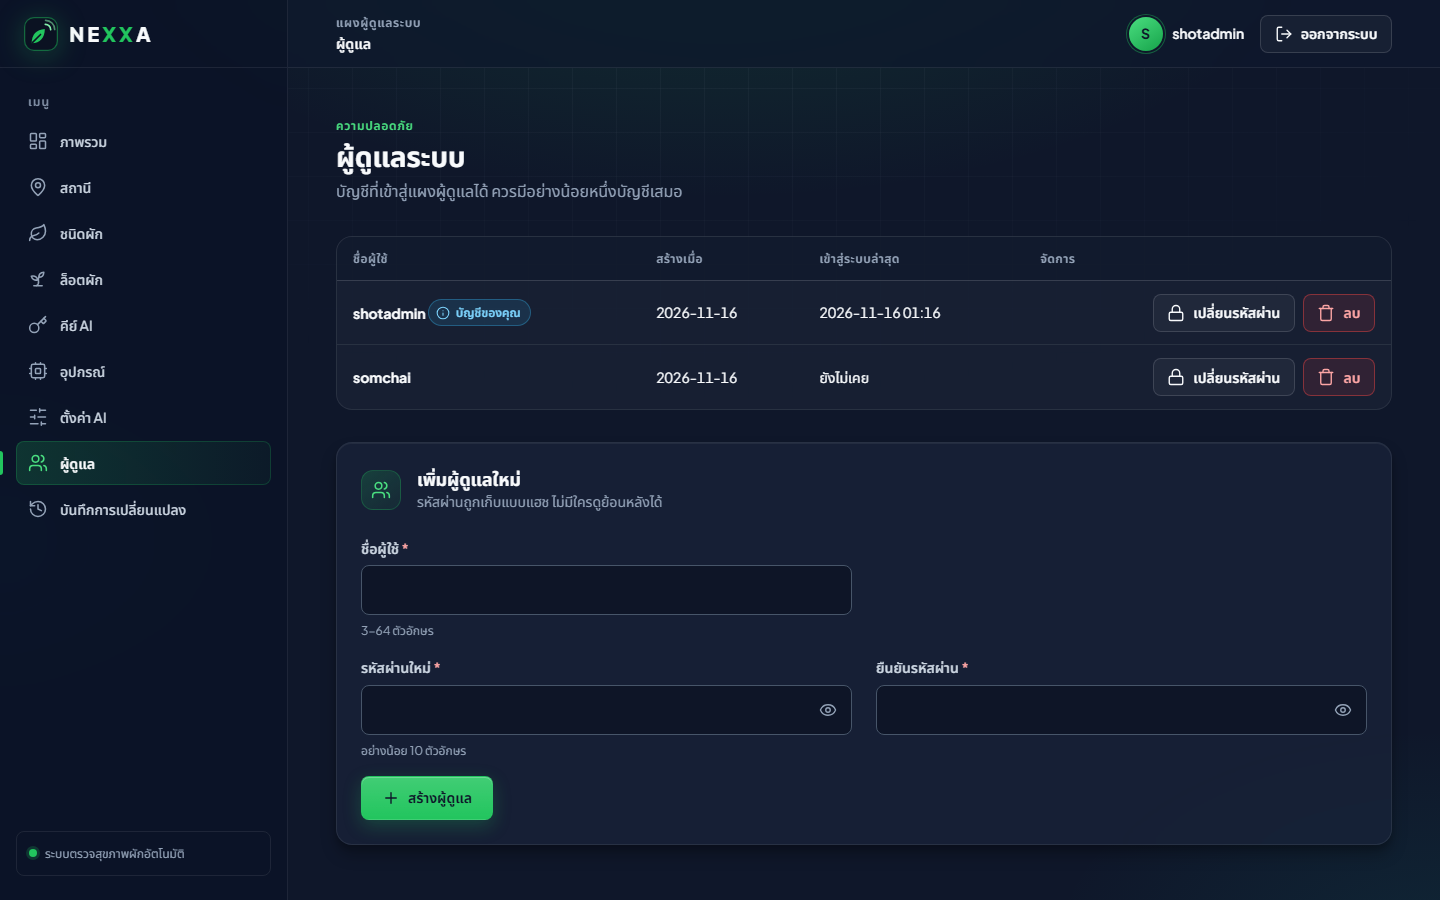 NEXXA
แผงผู้ดูแลระบบ
ผู้ดูแล
S shotadmin ออกจากระบบ
เมนู
ภาพรวม
สถานี
ชนิดผัก
ล็อตผัก
คีย์ AI
อุปกรณ์
ตั้งค่า AI
ผู้ดูแล
บันทึกการเปลี่ยนแปลง
ระบบตรวจสุขภาพผักอัตโนมัติ
ความปลอดภัย
ผู้ดูแลระบบ
บัญชีที่เข้าสู่แผงผู้ดูแลได้ ควรมีอย่างน้อยหนึ่งบัญชีเสมอ
ชื่อผู้ใช้ สร้างเมื่อ เข้าสู่ระบบล่าสุด จัดการ
shotadmin บัญชีของคุณ 2026-11-16 2026-11-16 01:16 เปลี่ยนรหัสผ่าน ลบ
somchai 2026-11-16 ยังไม่เคย เปลี่ยนรหัสผ่าน ลบ
เพิ่มผู้ดูแลใหม่
รหัสผ่านถูกเก็บแบบแฮช ไม่มีใครดูย้อนหลังได้
ชื่อผู้ใช้ *
3–64 ตัวอักษร
รหัสผ่านใหม่ * ยืนยันรหัสผ่าน *
อย่างน้อย 10 ตัวอักษร
สร้างผู้ดูแล